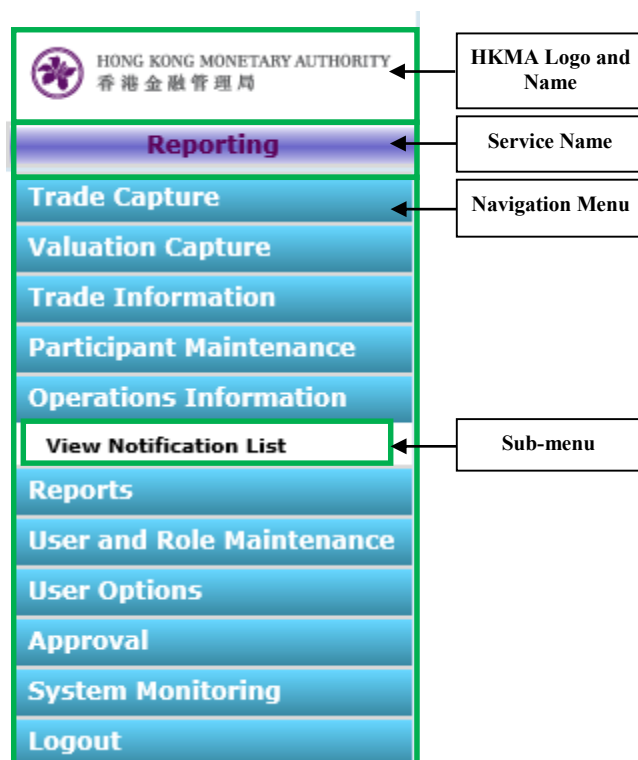 HONG KONG MONETARY AUTHORITY
香港金融管理局
HKMA Logo and
Name
Reporting
Service Name
Trade Capture
Navigation Menu
Valuation Capture
Trade Information
Participant Maintenance
Operations Information
View Notification List
Sub-menu
Reports
User and Role Maintenance
User Options
Approval
System Monitoring
Logout